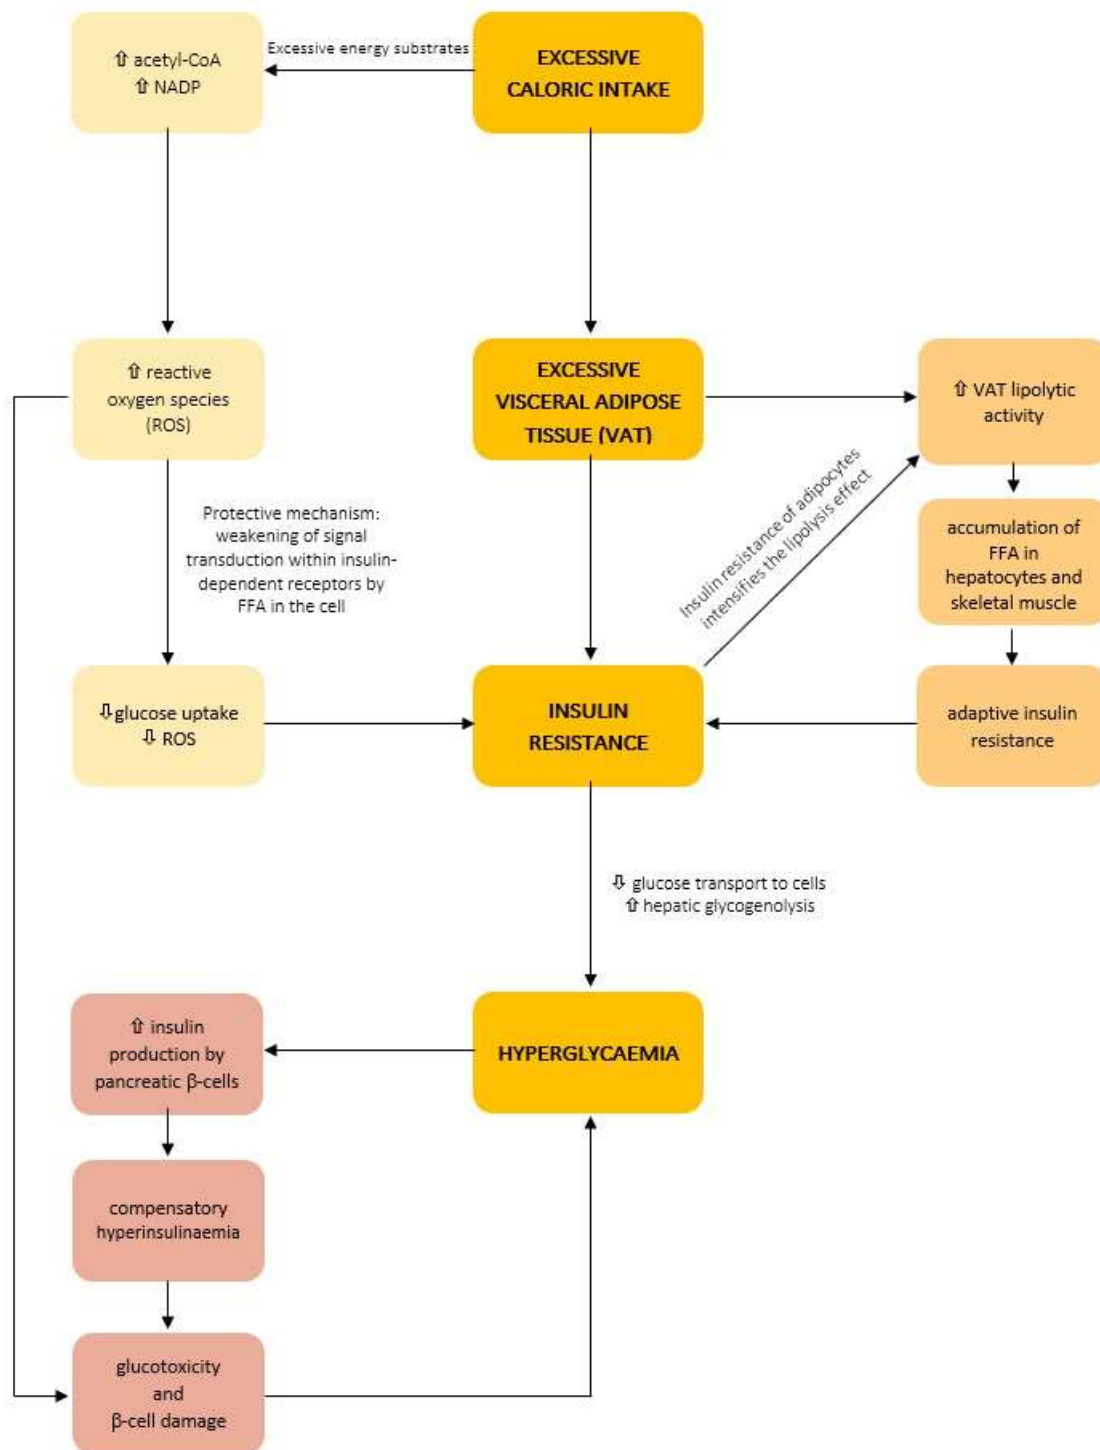 ⇧ acetyl-CoA
⇧ NADP
Excessive energy substrates
EXCESSIVE
CALORIC INTAKE
⇧ reactive
oxygen species
(ROS)
EXCESSIVE
VISCERAL ADIPOSE
TISSUE (VAT)
⇧ VAT lipolytic
activity
Protective mechanism:
weakening of signal
transduction within insulin-
dependent receptors by
FFA in the cell
Insulin resistance of adipocytes
intensifies the lipolysis effect
accumulation of
FFA in
hepatocytes and
skeletal muscle
⇩glucose uptake
⇩ ROS
INSULIN
RESISTANCE
adaptive insulin
resistance
⇩ glucose transport to cells
⇧ hepatic glycogenolysis
⇧ insulin
production by
pancreatic β-cells
HYPERGLYCAEMIA
compensatory
hyperinsulinaemia
glucotoxicity
and
β-cell damage